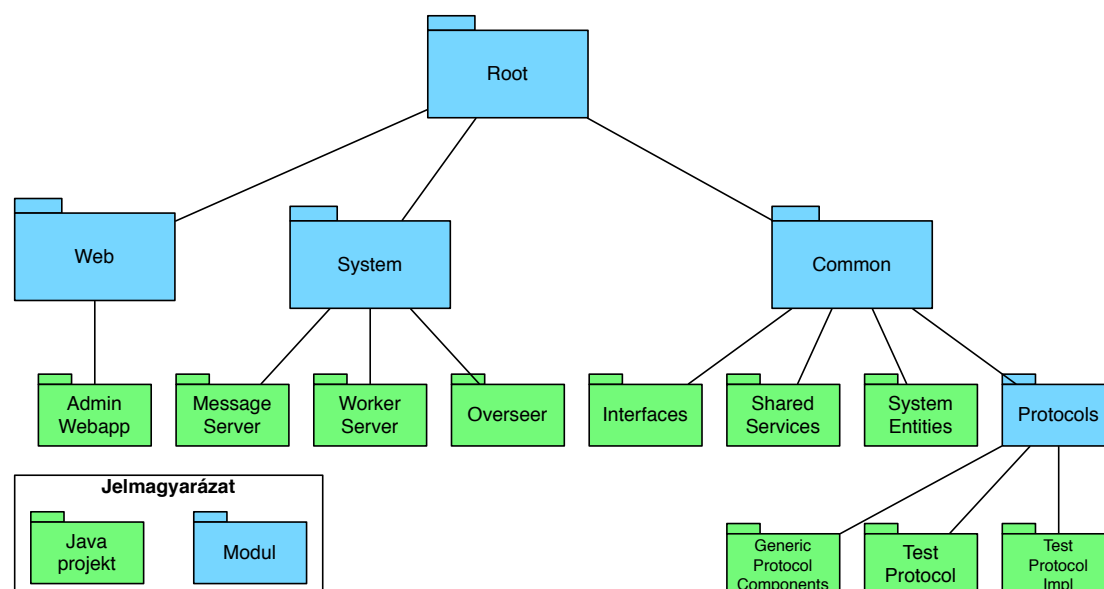 Root
Web
System
Common
Admin
Webapp
Message
Server
Worker
Server
Overseer
Interfaces
Shared
Services
System
Entities
Protocols
Jelmagyarázat
Java
projekt
Modul
Generic
Protocol
Components
Test
Protocol
Test
Protocol
Impl